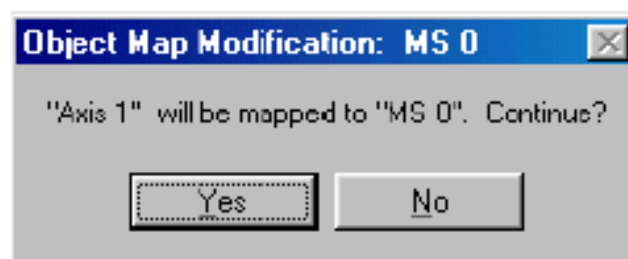 Object Map Modification: MS 0
"Axis 1" will be mapped to "MS 0". Continue?
Yes No